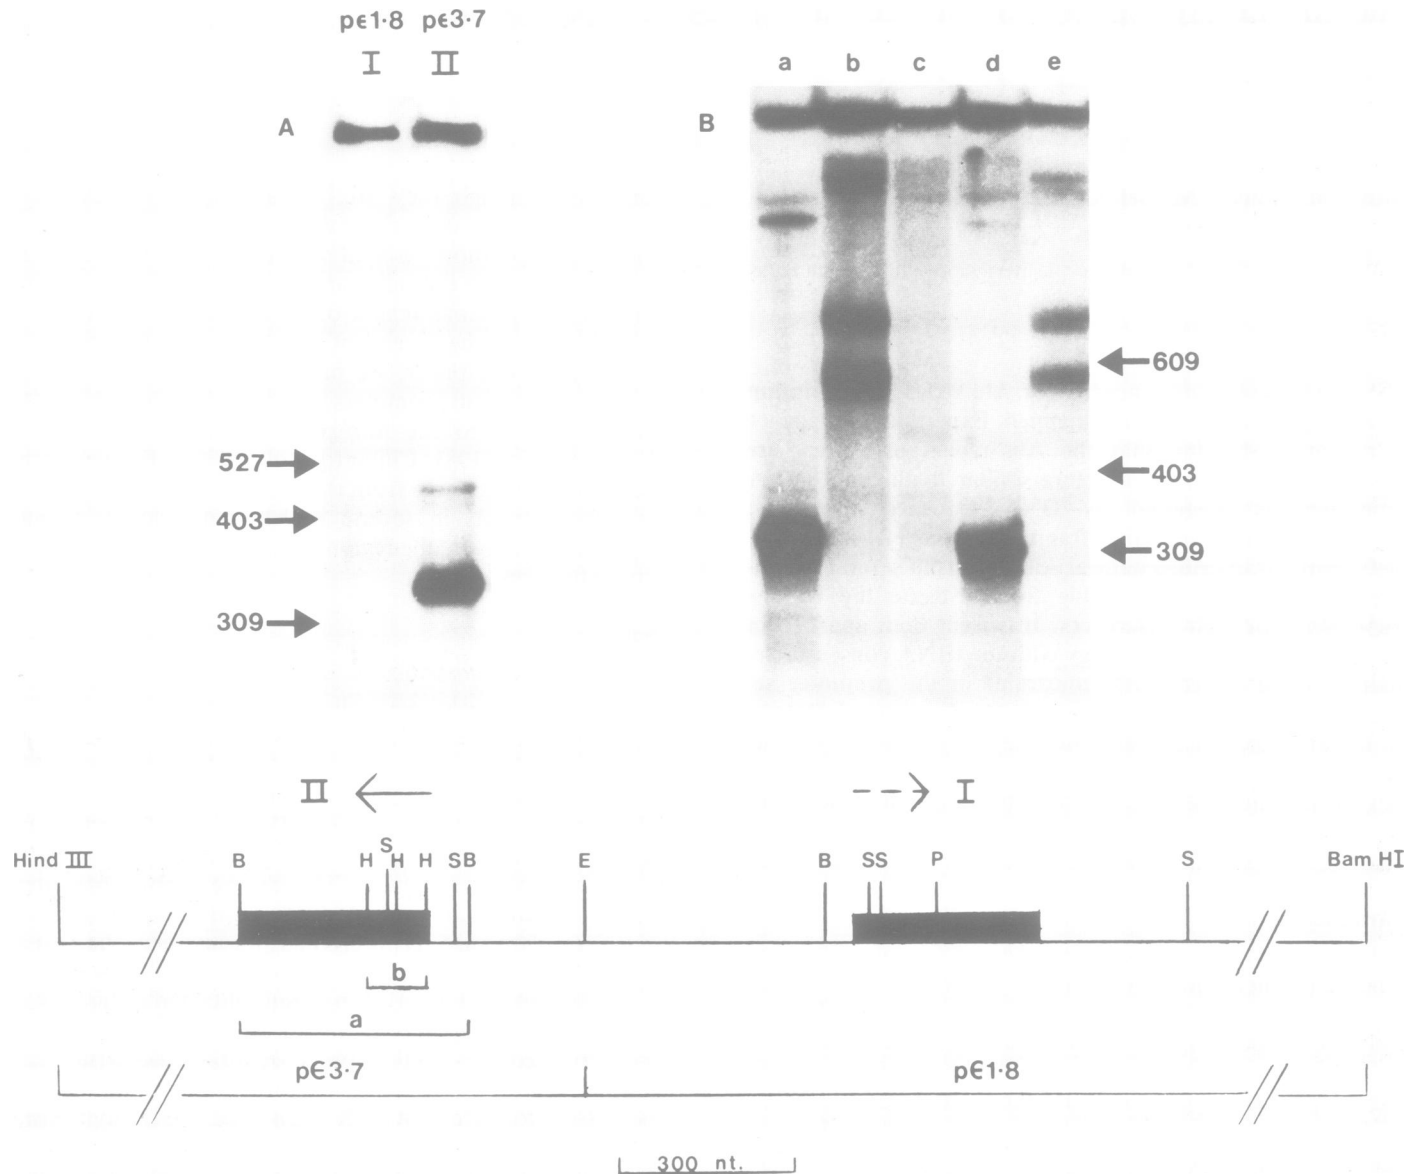 pϵ1·8 pϵ3·7
I II
a b c d e
A
B
609
527
403
403
309
309
II
I
Hind III B H S H H S B E B S S P S Bam HI
b
a
pϵ3·7 pϵ1·8
300 nt.